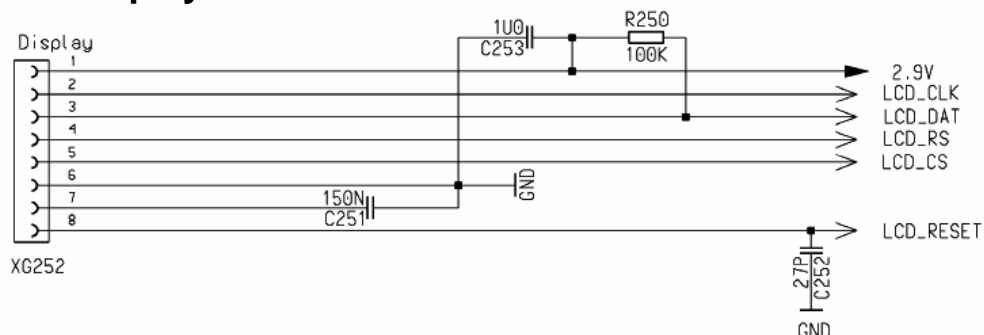 Display
1U0
C253
R250
100K
1
2
3
4
5
6
7
8
2.9V
LCD_CLK
LCD_DAT
LCD_RS
LCD_CS
GND
150N
C251
LCD_RESET
XG252
27P
C252
GND